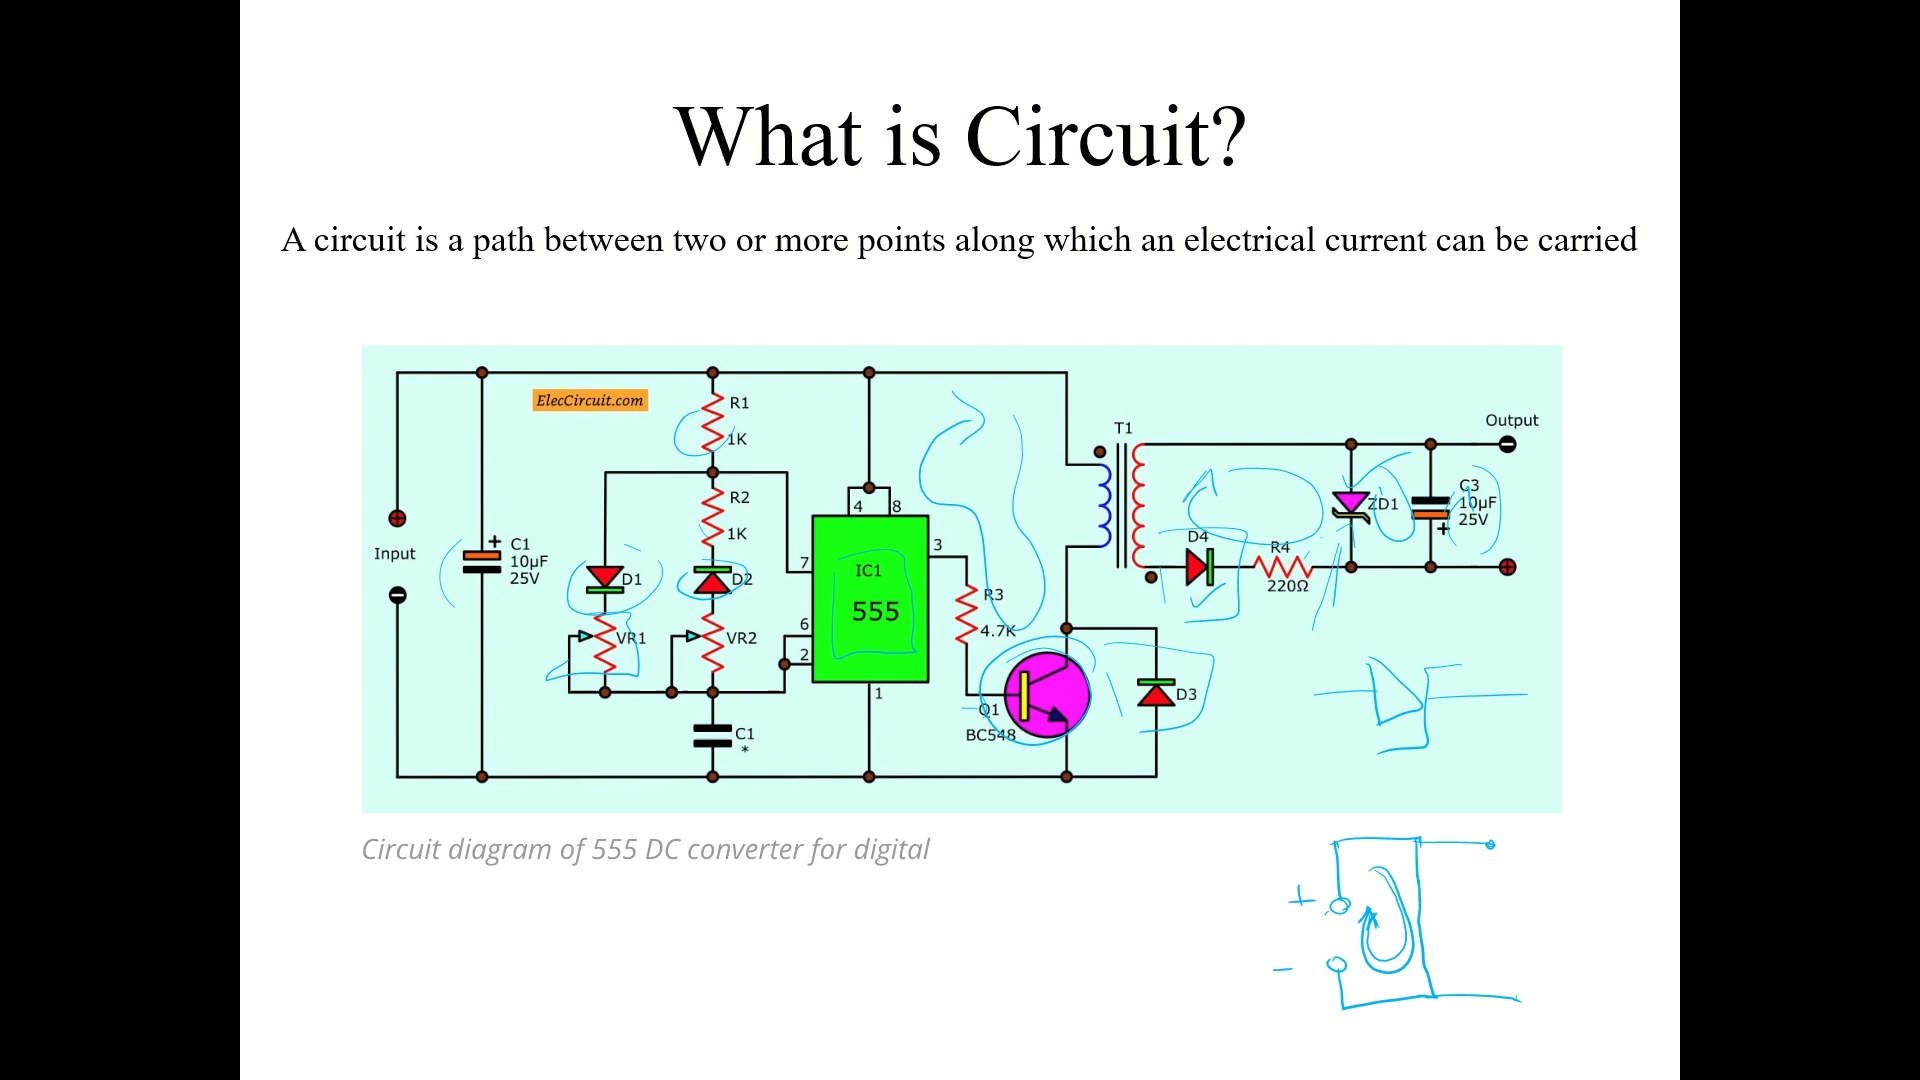 What is Circuit?
A circuit is a path between two or more points along which an electrical current can be carried
ElecCircuit.com
R1
1K
T1
Output
R2
1K
4
8
C3
10µF
25V
ZD1
Input
+
C1
10µF
25V
D1
D2
7
IC1
555
3
D4
R4
220Ω
+
R3
4.7K
VR1
VR2
6
2
1
Q1
BC548
D3
C1
*
Circuit diagram of 555 DC converter for digital
+
-